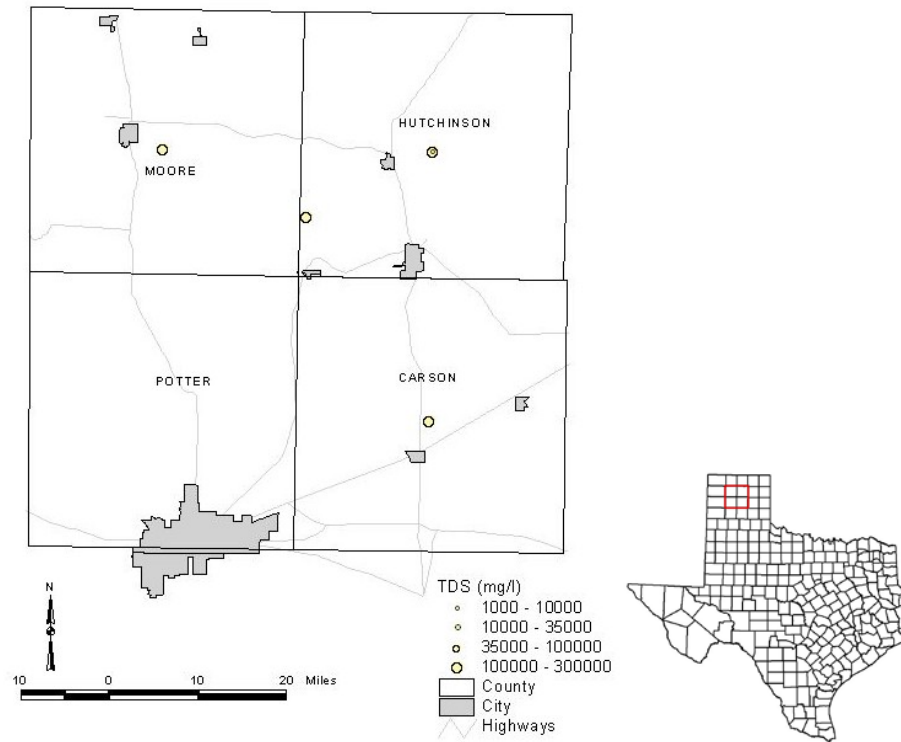 HUTCHINSON
MOORE
POTTER
CARSON
N
TDS (mg/l)
1000 - 10000
10000 - 35000
35000 - 100000
100000 - 300000
County
City
Highways
10 0 10 20 Miles